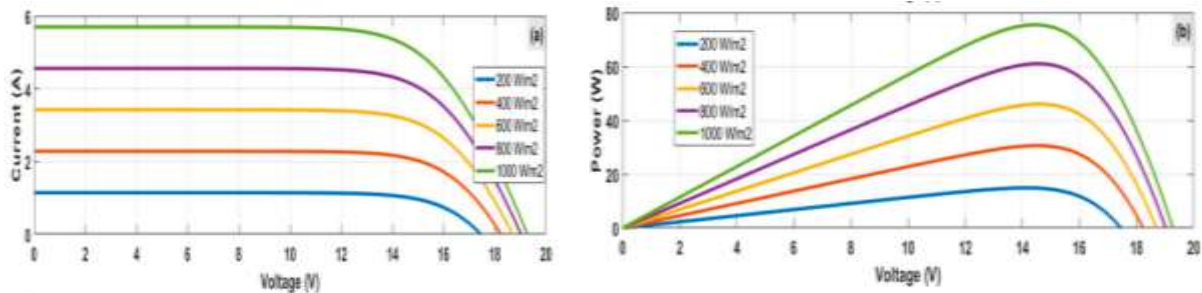 6
4
2
0
Current (A)
(a)
200 W/m2
400 W/m2
600 W/m2
800 W/m2
1000 W/m2
0 2 4 6 8 10 12 14 16 18 20
Voltage (V)
80
60
40
20
0
Power (W)
(b)
200 W/m2
400 W/m2
600 W/m2
800 W/m2
1000 W/m2
0 2 4 6 8 10 12 14 16 18 20
Voltage (V)